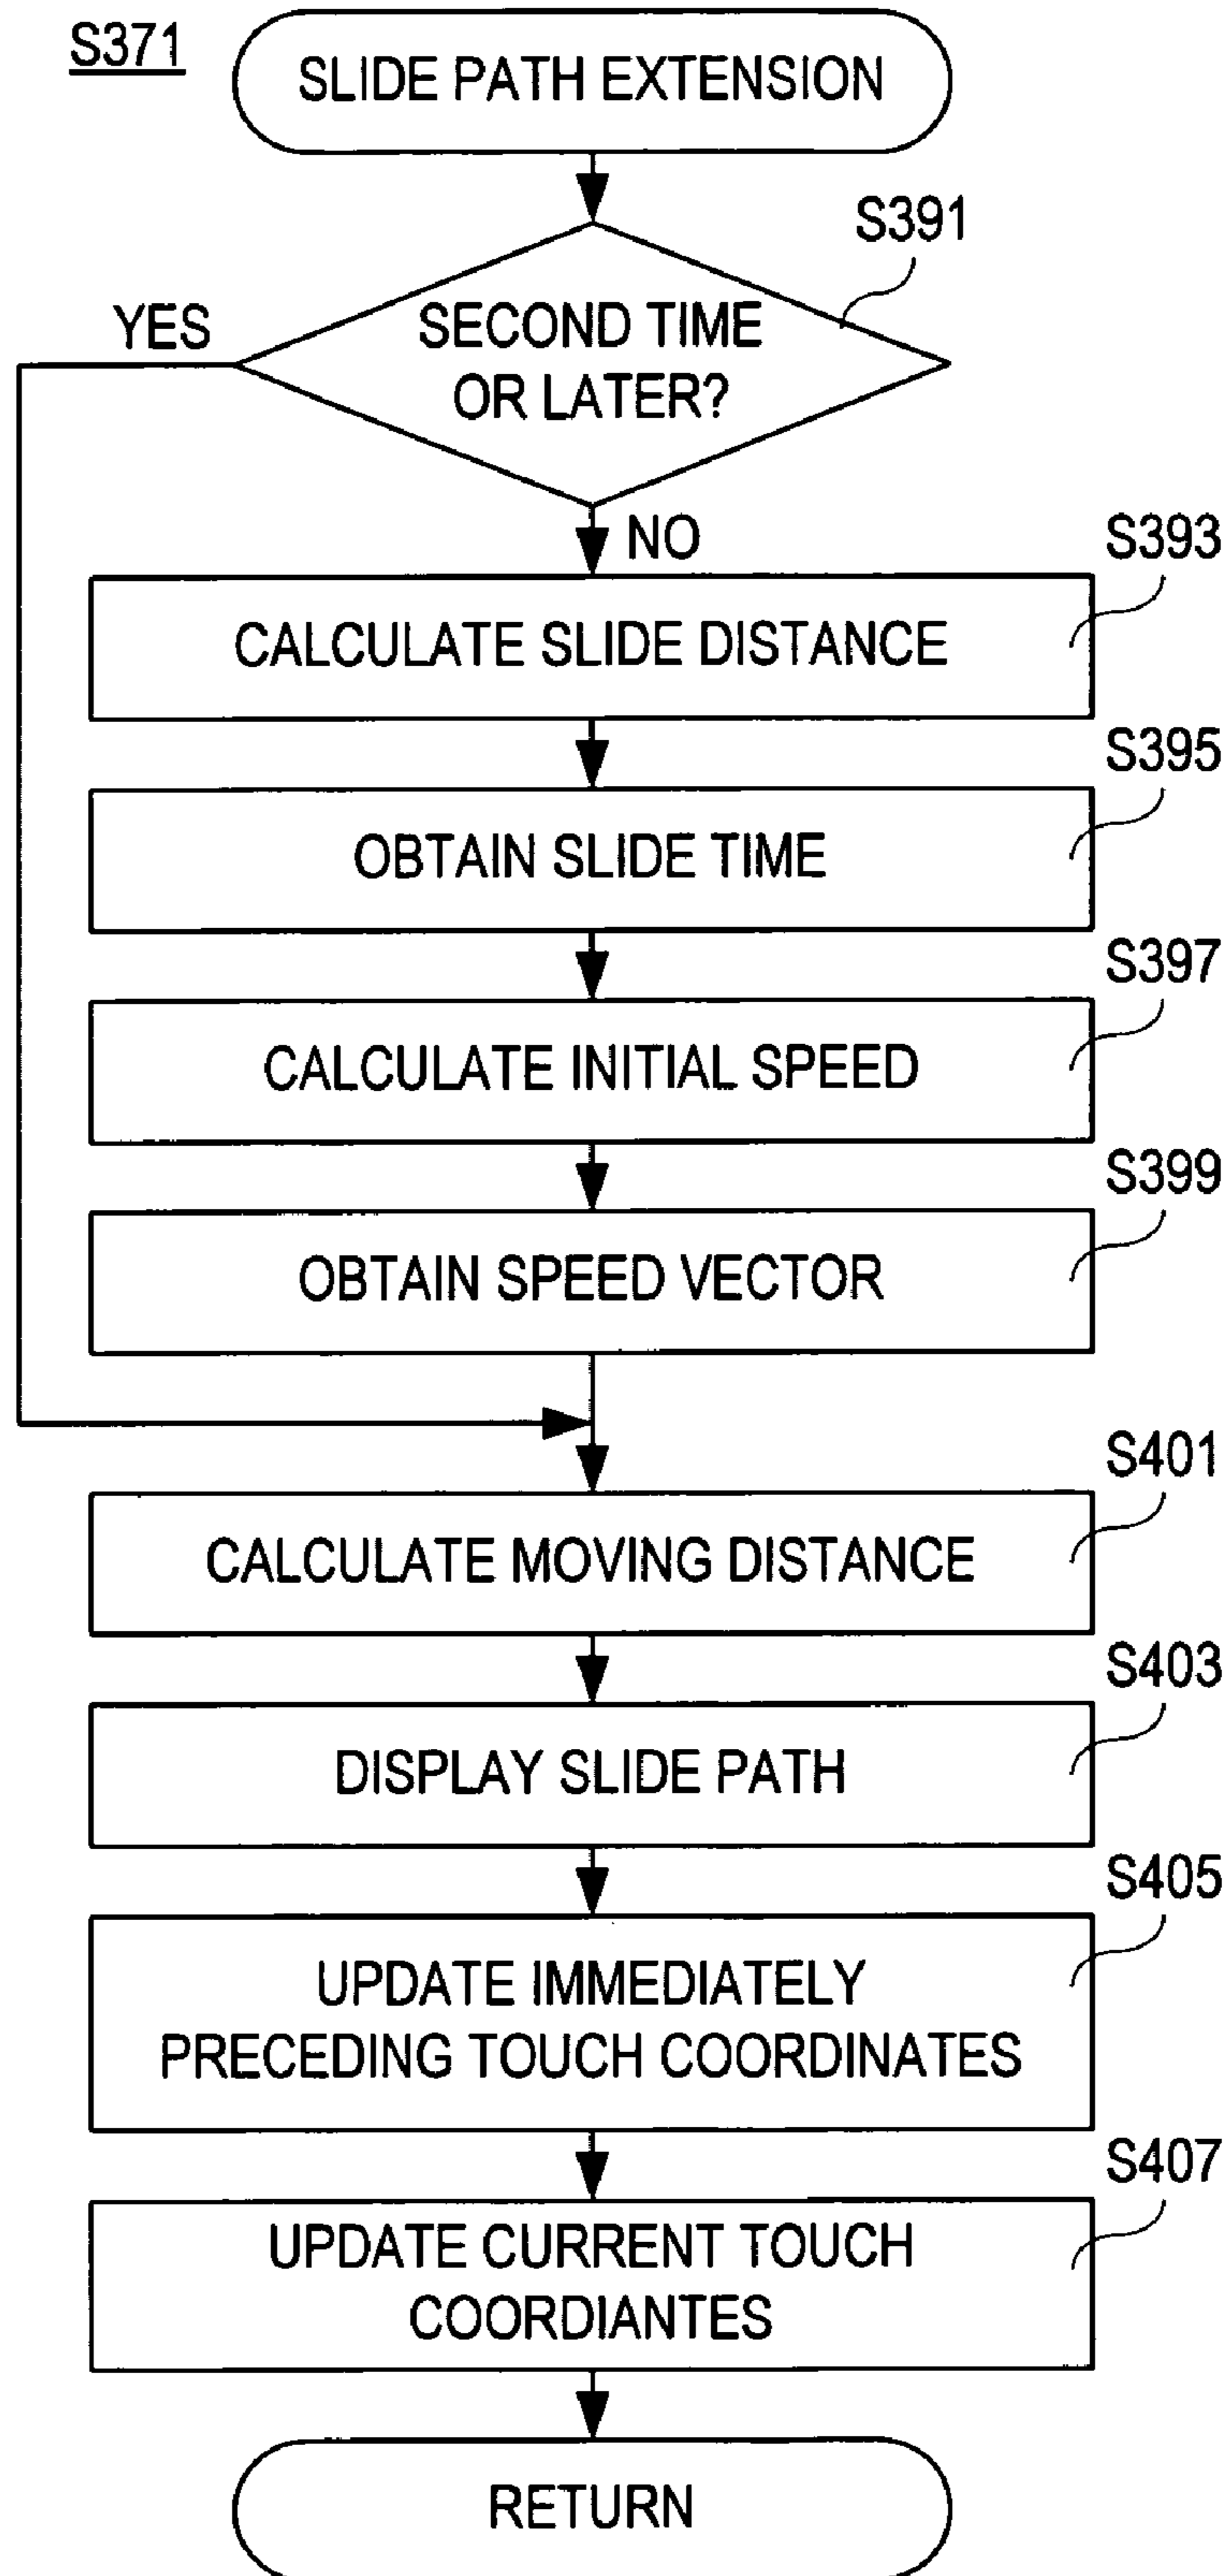 S371
SLIDE PATH EXTENSION
S391
YES
SECOND TIME
OR LATER?
NO
S393
CALCULATE SLIDE DISTANCE
S395
OBTAIN SLIDE TIME
S397
CALCULATE INITIAL SPEED
S399
OBTAIN SPEED VECTOR
S401
CALCULATE MOVING DISTANCE
S403
DISPLAY SLIDE PATH
S405
UPDATE IMMEDIATELY
PRECEDING TOUCH COORDINATES
S407
UPDATE CURRENT TOUCH
COORDIANTES
RETURN